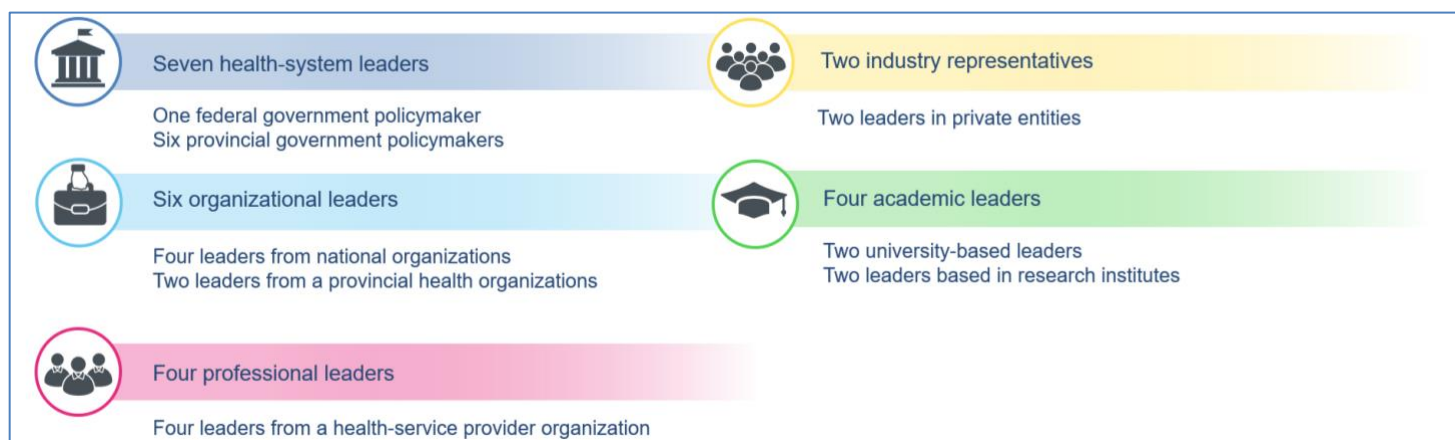 Seven health-system leaders
One federal government policymaker
Six provincial government policymakers
Six organizational leaders
Four leaders from national organizations
Two leaders from a provincial health organizations
Four professional leaders
Four leaders from a health-service provider organization
Two industry representatives
Two leaders in private entities
Four academic leaders
Two university-based leaders
Two leaders based in research institutes